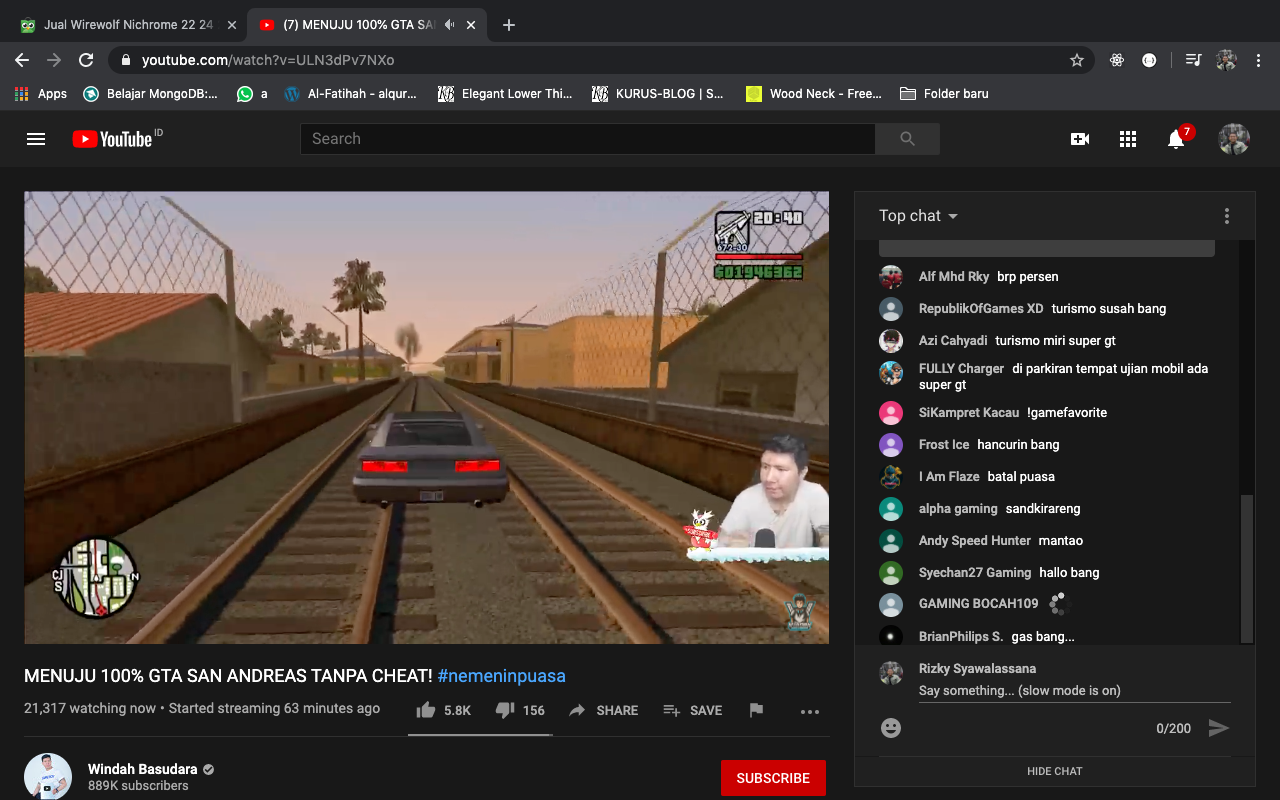 Jual Wirewolf Nichrome 22 24
(7) MENUJU 100% GTA SAN
youtube.com/watch?v=ULN3dPv7NXo
Apps
Belajar MongoDB:...
a
Al-Fatihah - alqur...
Elegant Lower Thi...
KURUS-BLOG | S...
Wood Neck - Free...
Folder baru
YouTube ID
Search
7
20:40
672-30
$01946362
SUBSCRIBE
CJ
S
N
Top chat
Alf Mhd Rky brp persen
RepublikOfGames XD turismo susah bang
Azi Cahyadi turismo miri super gt
FULLY Charger di parkiran tempat ujian mobil ada
super gt
SiKampret Kacau !gamefavorite
Frost Ice hancurin bang
I Am Flaze batal puasa
alpha gaming sandkirareng
Andy Speed Hunter mantao
Syechan27 Gaming hallo bang
GAMING BOCAH109
BrianPhilips S. gas bang...
Rizky Syawalassana
Say something... (slow mode is on)
0/200
HIDE CHAT
MENUJU 100% GTA SAN ANDREAS TANPA CHEAT! #nemeninpuasa
21,317 watching now • Started streaming 63 minutes ago
5.8K
156
SHARE
SAVE
Windah Basudara
889K subscribers
SUBSCRIBE